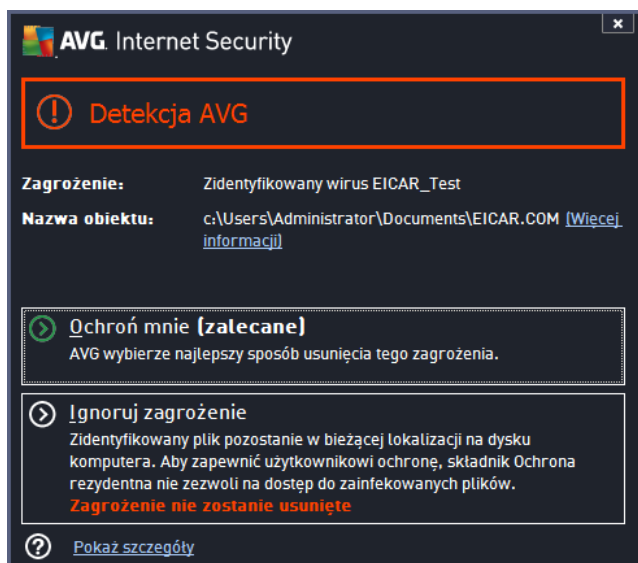 AVG. Internet Security
x
Detekcja AVG
Zagrożenie: Zidentyfikowany wirus EICAR_Test
Nazwa obiektu: c:\Users\Administrator\Documents\EICAR.COM (Więcej
informacji)
Ochroń mnie (zalecane)
AVG wybierze najlepszy sposób usunięcia tego zagrożenia.
Ignoruj zagrożenie
Zidentyfikowany plik pozostanie w bieżącej lokalizacji na dysku
komputera. Aby zapewnić użytkownikowi ochronę, składnik Ochrona
rezydentna nie zezwoli na dostęp do zainfekowanych plików.
Zagrożenie nie zostanie usunięte
Pokaż szczegóły